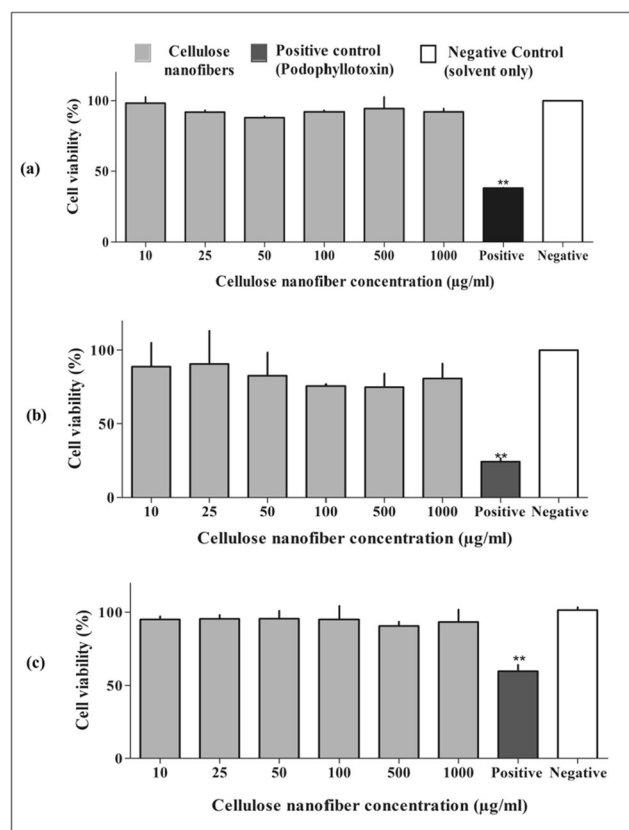 Cellulose nanofibers
Positive control (Podophyllotoxin)
Negative Control (solvent only)
(a)
Cell viability (%)
100
50
0
**
10 25 50 100 500 1000 Positive Negative
Cellulose nanofiber concentration (µg/ml)
(b)
Cell viability (%)
100
50
0
**
10 25 50 100 500 1000 Positive Negative
Cellulose nanofiber concentration (µg/ml)
(c)
Cell viability (%)
100
50
0
**
10 25 50 100 500 1000 Positive Negative
Cellulose nanofiber concentration (µg/ml)